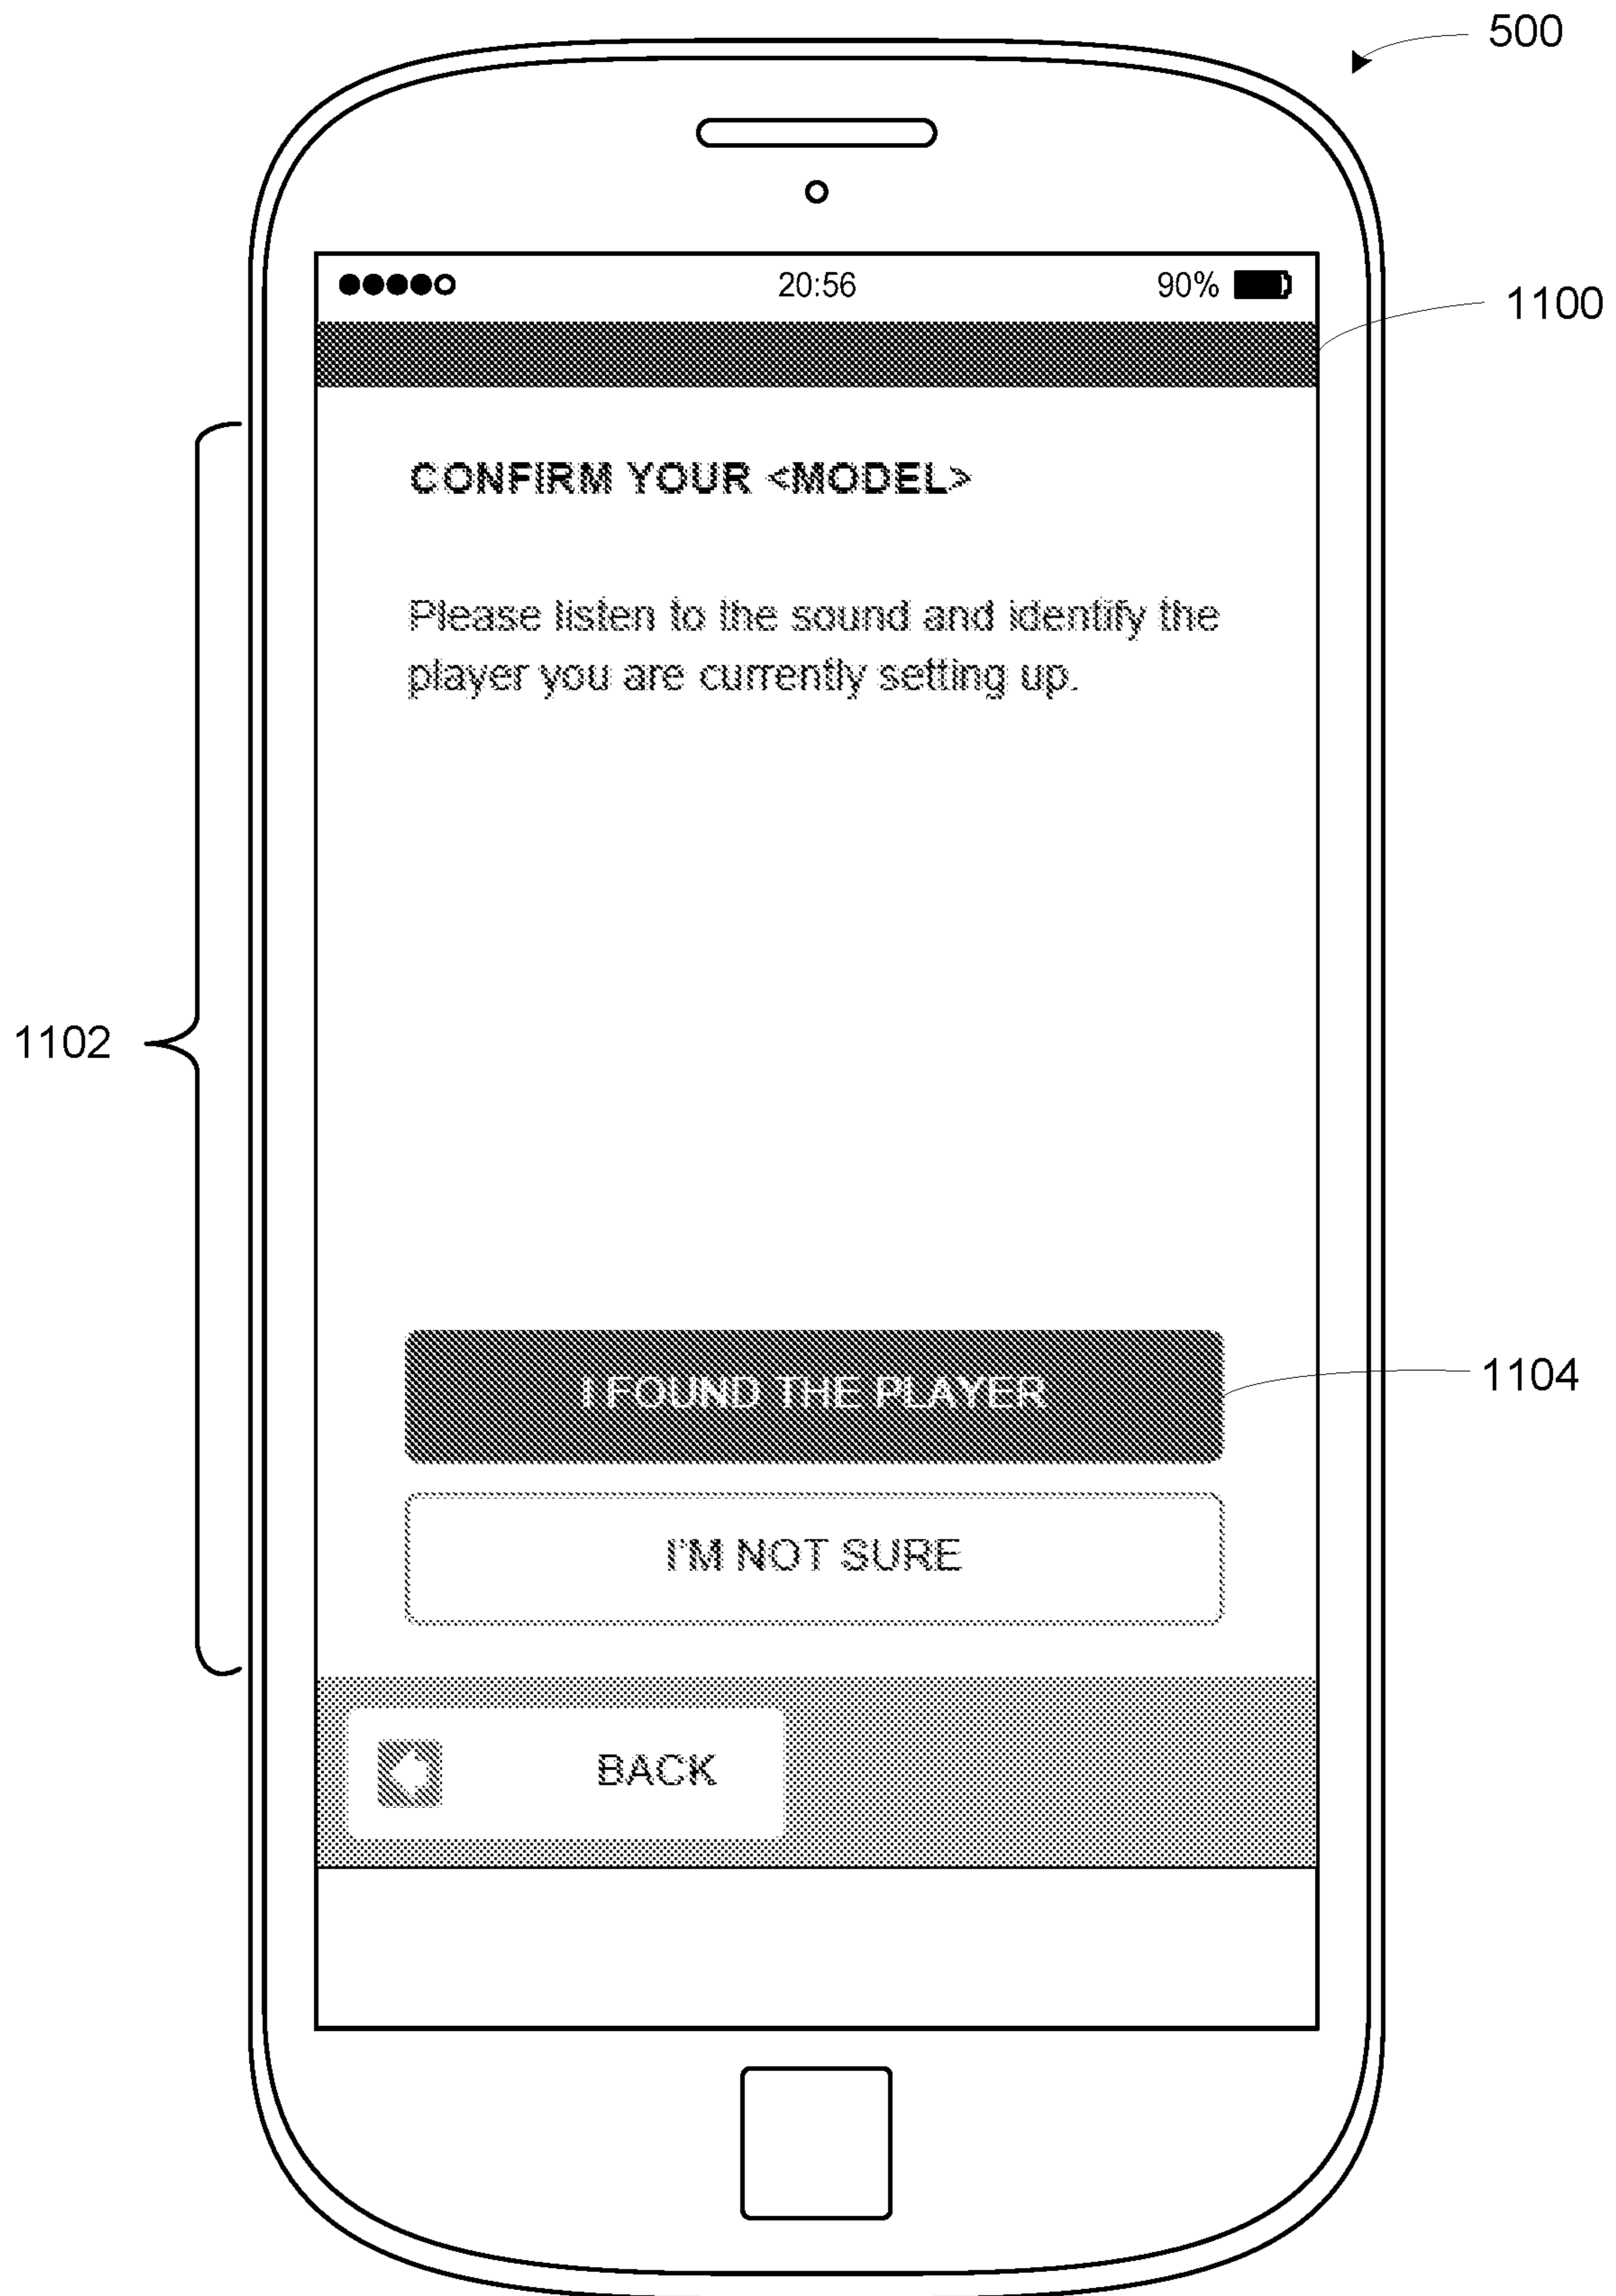 500
20:56
90%
1100
CONFIRM YOUR <MODEL>
Please listen to the sound and identify the
player you are currently setting up.
1102
I FOUND THE PLAYER
1104
I'M NOT SURE
BACK